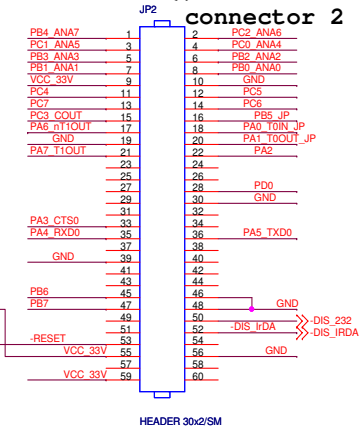 JP2
connector 2
PB4_ANA7 1 2 PC2_ANA6
PC1_ANA5 3 4 PC0_ANA4
PB3_ANA3 5 6 PB2_ANA2
PB1_ANA1 7 8 PB0_ANA0
VCC_33V 9 10 GND
PC4 11 12 PC5
PC7 13 14 PC6
PC3_COUT 15 16 PB5_JP
PA6_nT1OUT 17 18 PA0_T0IN_JP
GND 19 20 PA1_T0OUT_JP
PA7_T1OUT 21 22 PA2
23 24
25 26
27 28 PD0
29 30 GND
31 32
PA3_CTS0 33 34
PA4_RXD0 35 36 PA5_TXD0
37 38
GND 39 40
41 42
43 44
PB6 45 46
PB7 47 48 GND
49 50 -DIS_232
51 52 -DIS_IrDA -DIS_IRDA
-RESET 53 54
VCC_33V 55 56 GND
57 58
VCC_33V 59 60
HEADER 30x2/SM